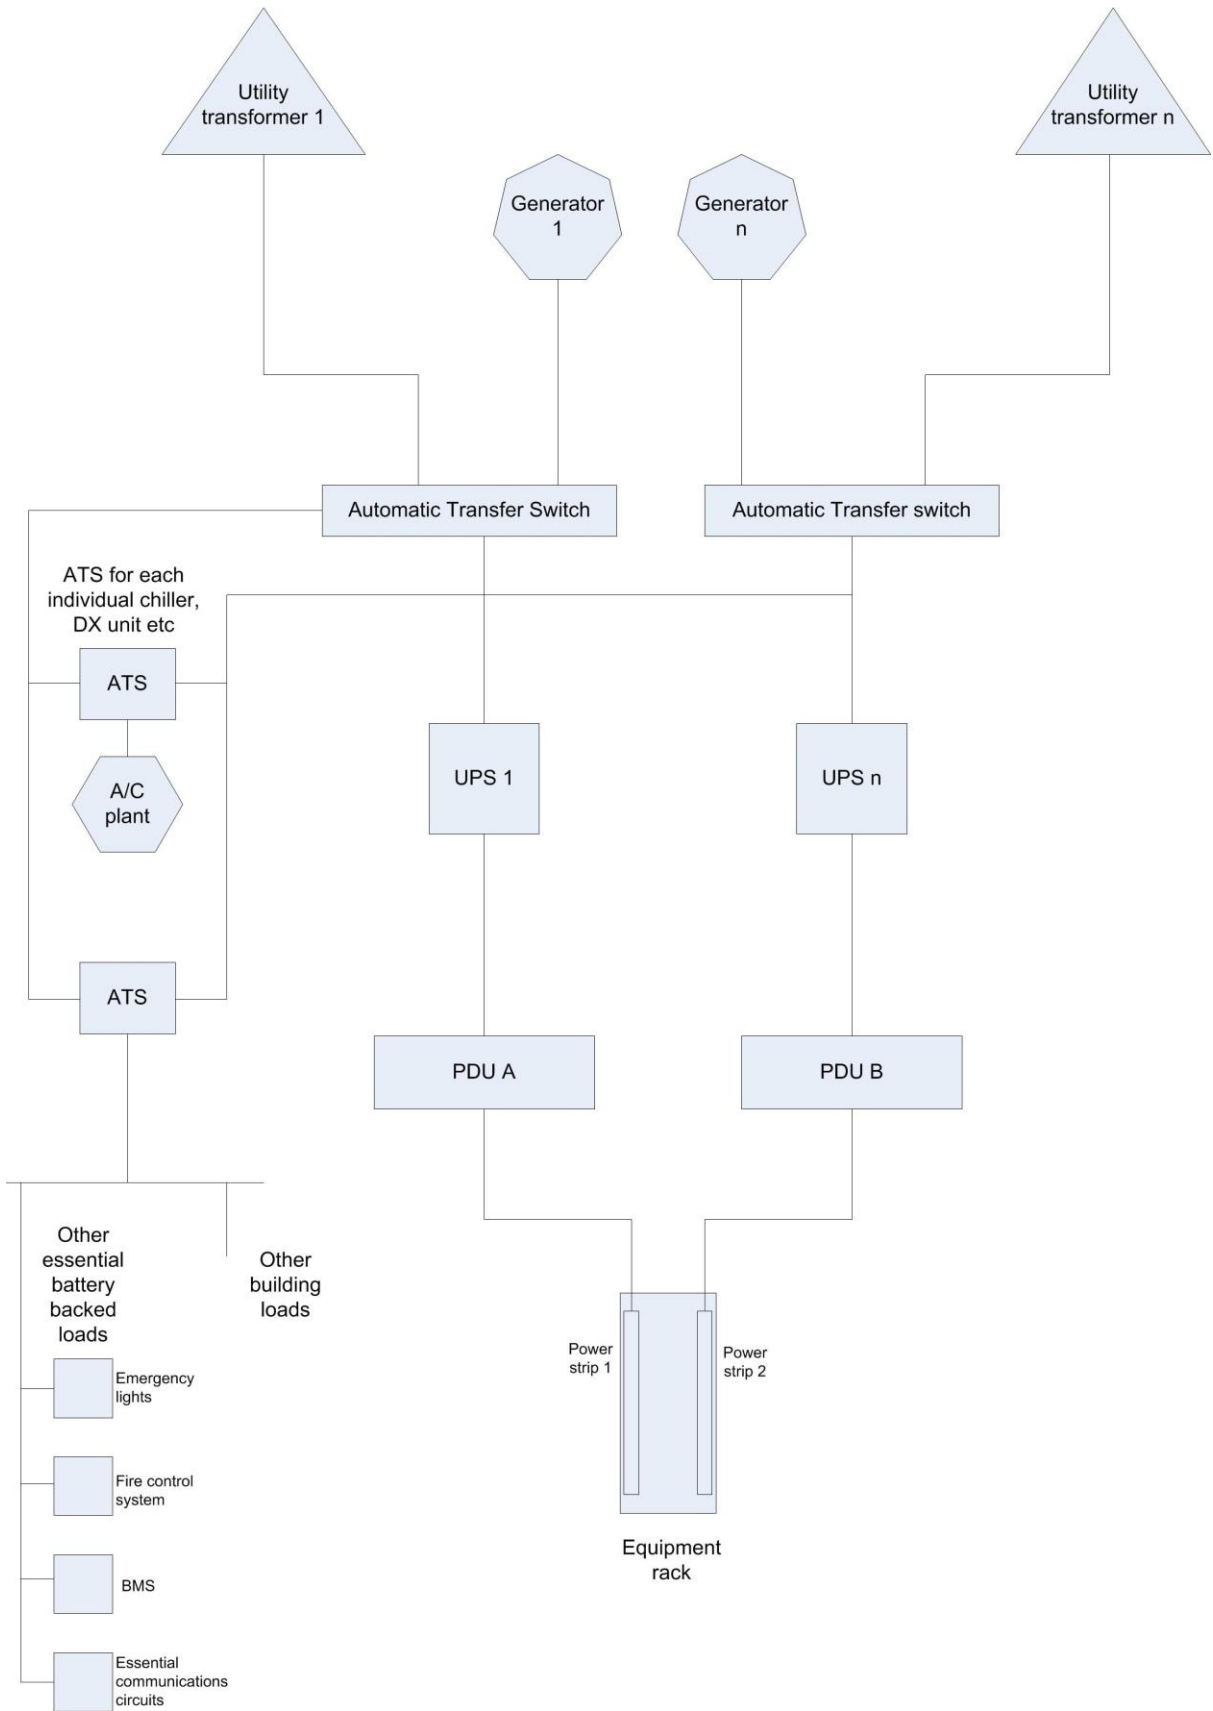 Utility
transformer 1
Utility
transformer n
Generator
1
Generator
n
Automatic Transfer Switch
Automatic Transfer switch
ATS for each
individual chiller,
DX unit etc
ATS
A/C
plant
UPS 1
UPS n
ATS
PDU A
PDU B
Other
essential
battery
backed
loads
Other
building
loads
Power
strip 1
Power
strip 2
Emergency
lights
Fire control
system
Equipment
rack
BMS
Essential
communications
circuits